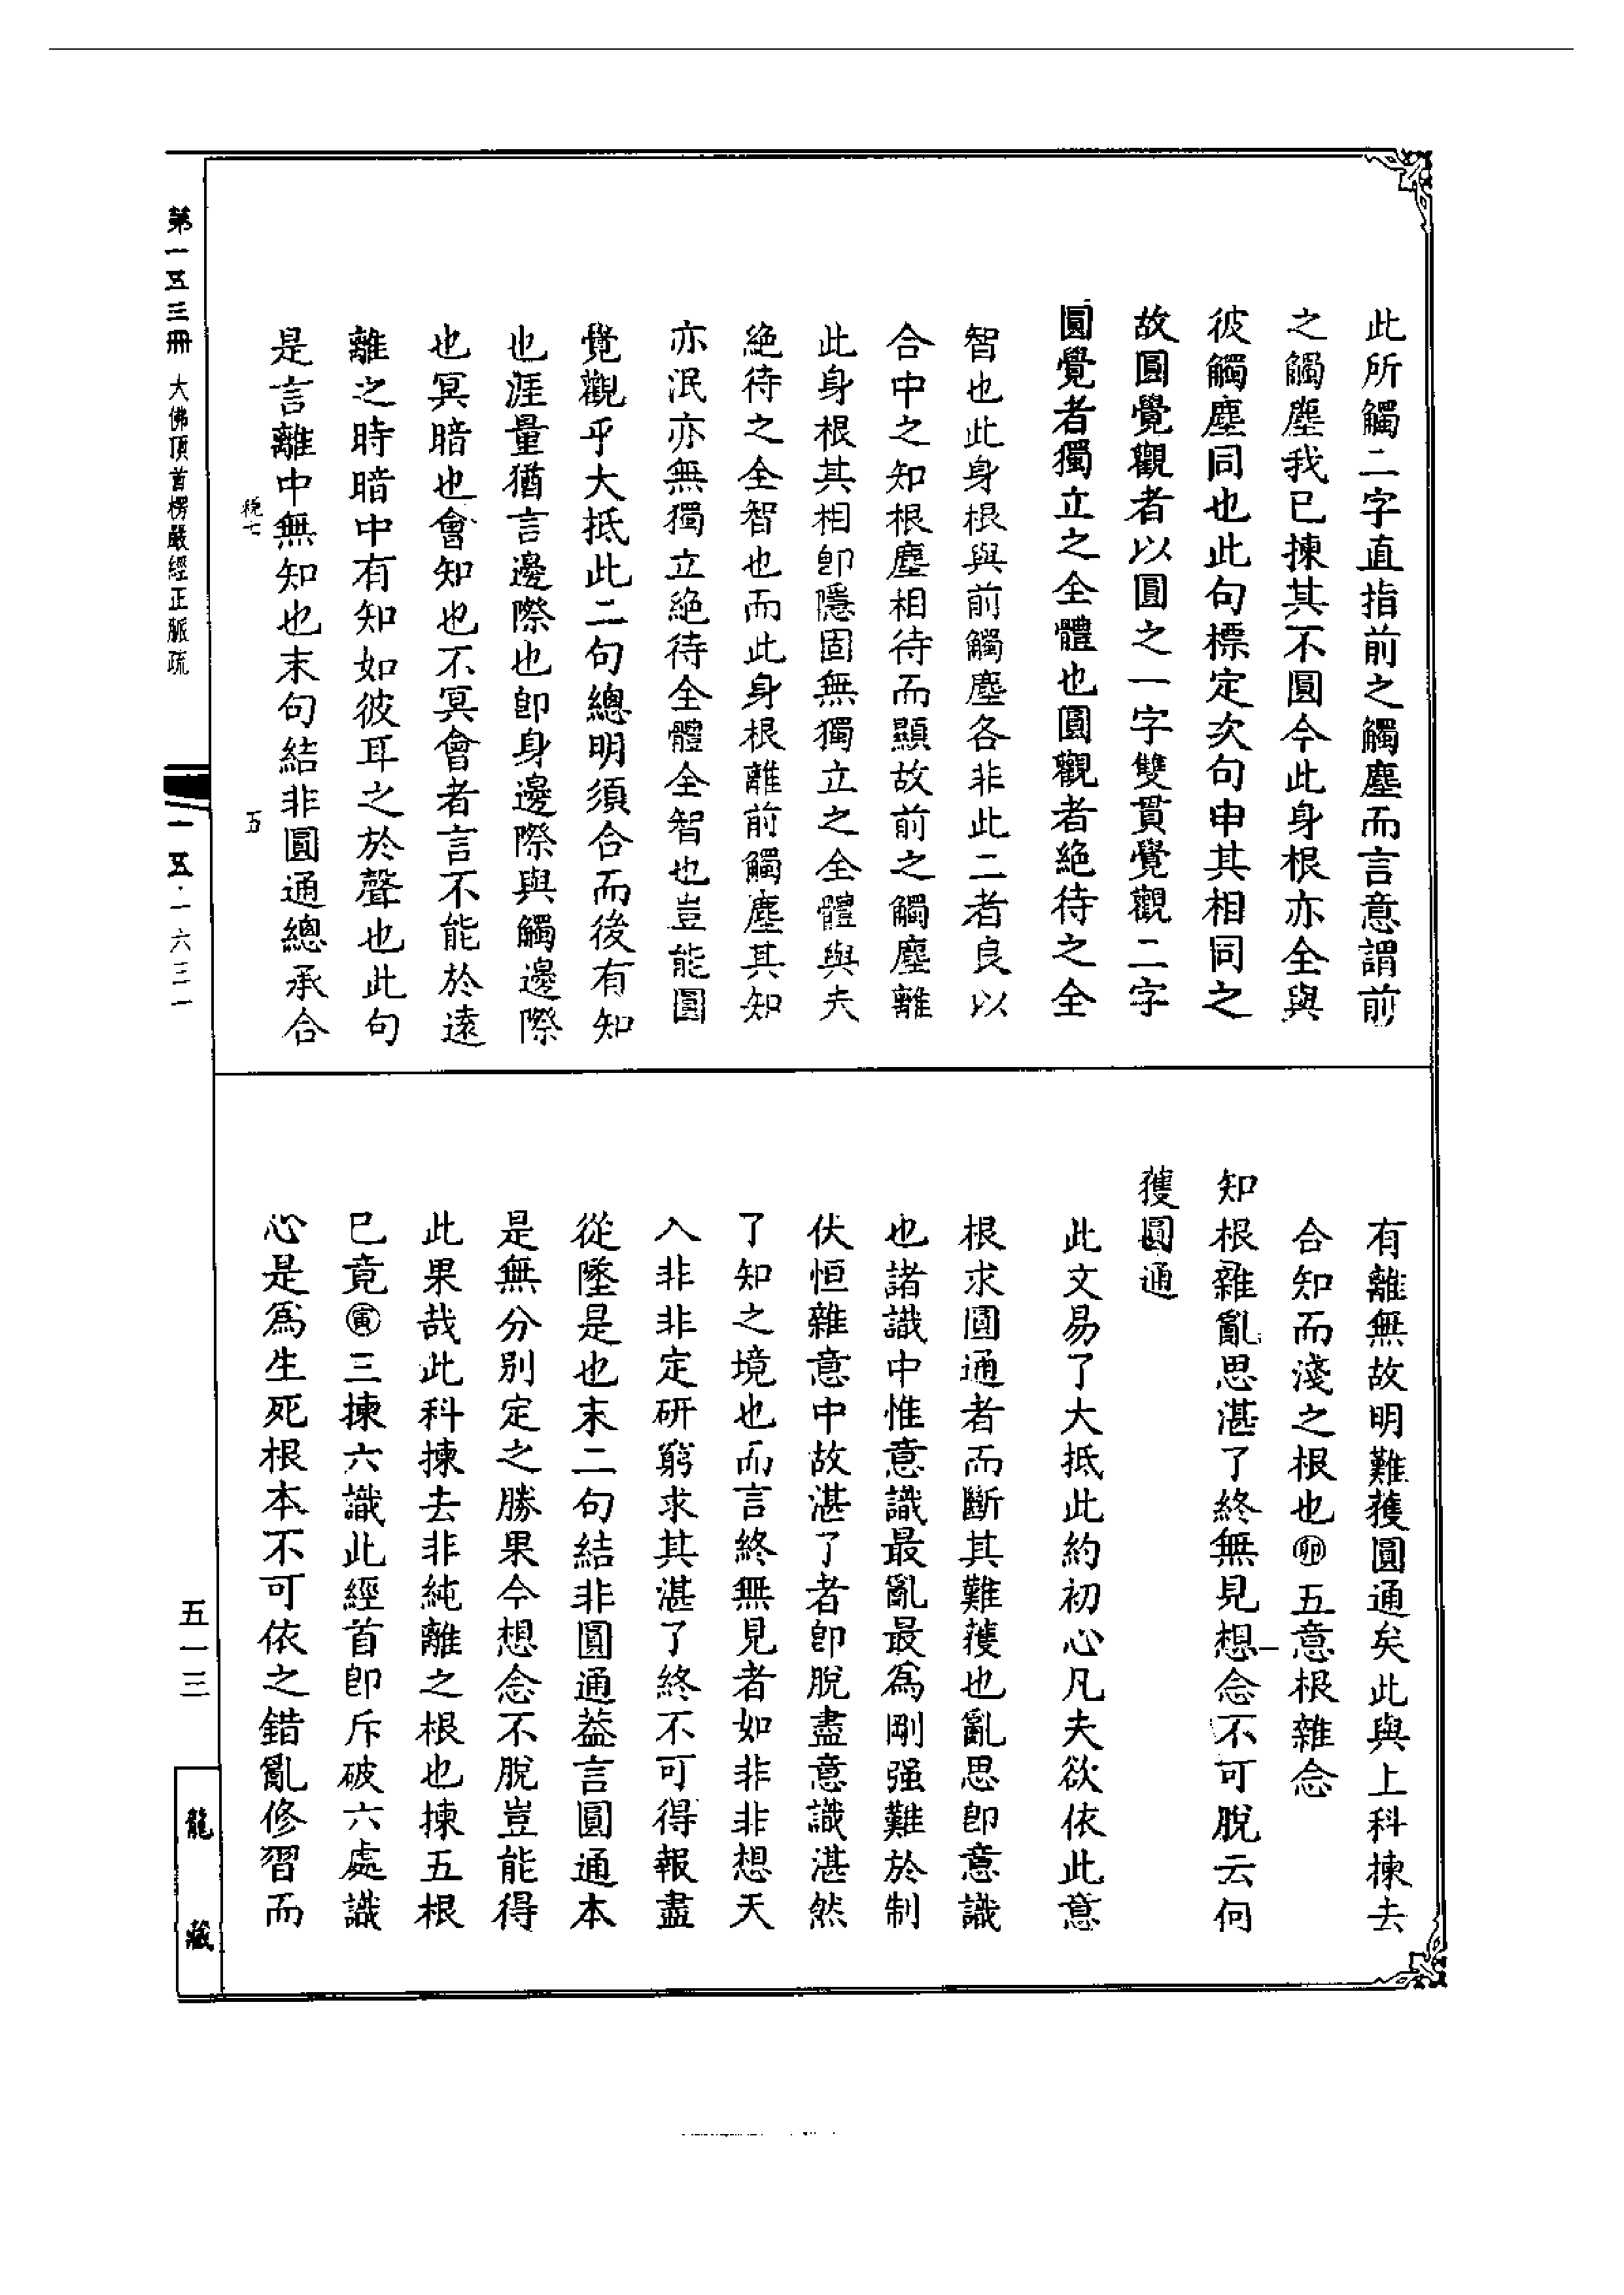 此所觸二字直指前之觸塵而言意謂前
之觸塵我已揀其不圓今此身根亦全與
彼觸塵同也此句標定次句申其相同之
故圓覺觀者以圓之一字雙貫覺觀二字
圓覺者獨立之全體也圓觀者絶待之全
智也此身根與前觸塵各非此二者良以
合中之知根塵相待而顯故前之觸塵離
此身根其相卽隱固無獨立之全體與夫
絶待之全智也而此身根離前觸塵其知
亦泯亦無獨立絶待全體全智也豈能圓
覺觀乎大抵此二句總明須合而後有知
也涯量猶言邊際也卽身邊際與觸邊際
也冥暗也會知也不冥會者言不能於遠
離之時暗中有知如彼耳之於聲也此句
是言離中無知也末句結非圓通總承合
税七
五
有離無故明難獲圓通矣此與上科揀去
合知而淺之根也㊞五意根雜念
知根雜亂思湛了終無見想念不可脫云何
獲圓通
此文易了大抵此約初心凡夫欲依此意
根求圓通者而斷其難獲也亂思卽意識
也諸識中惟意識最亂最爲剛强難於制
伏恒雜意中故湛了者卽脫盡意識湛然
了知之境也而言終無見者如非非想天
入非非定研窮求其湛了終不可得報盡
從墜是也末二句結非圓通葢言圓通本
是無分別定之勝果今想念不脫豈能得
此果哉此科揀去非純離之根也揀五根
已竟㊞三揀六識此經首卽斥破六處識
心是爲生死根本不可依之錯亂修習而
第一五三冊 大佛頂首楞嚴經正脈疏
一五·一六三二
五一三
龍藏